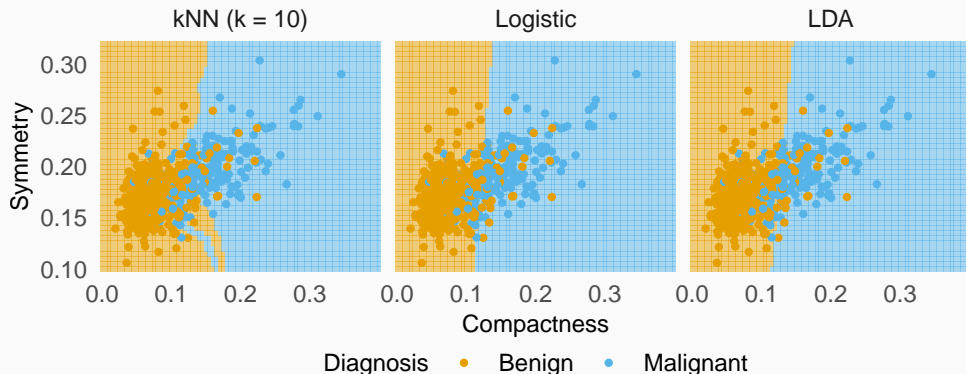 kNN (k = 10) Logistic LDA
0.30
0.25
0.20
0.15
0.10
Symmetry
0.0 0.1 0.2 0.3 0.0 0.1 0.2 0.3 0.0 0.1 0.2 0.3
Compactness
Diagnosis Benign Malignant